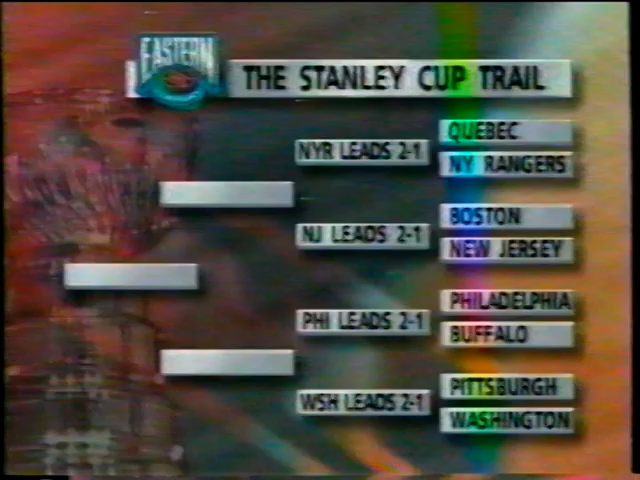 EASTERN
THE STANLEY CUP TRAIL
QUEBEC
NYR LEADS 2-1
NY RANGERS
BOSTON
NJ LEADS 2-1
NEW JERSEY
PHILADELPHIA
PHI LEADS 2-1
BUFFALO
PITTSBURGH
WSH LEADS 2-1
WASHINGTON